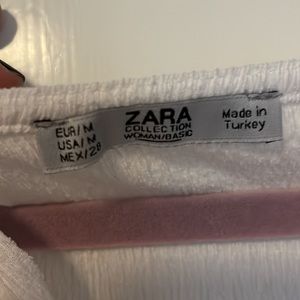 EUR/M
USA/M
MEX/28
ZARA
COLLECTION
WOMAN/BASIC
Made in
Turkey